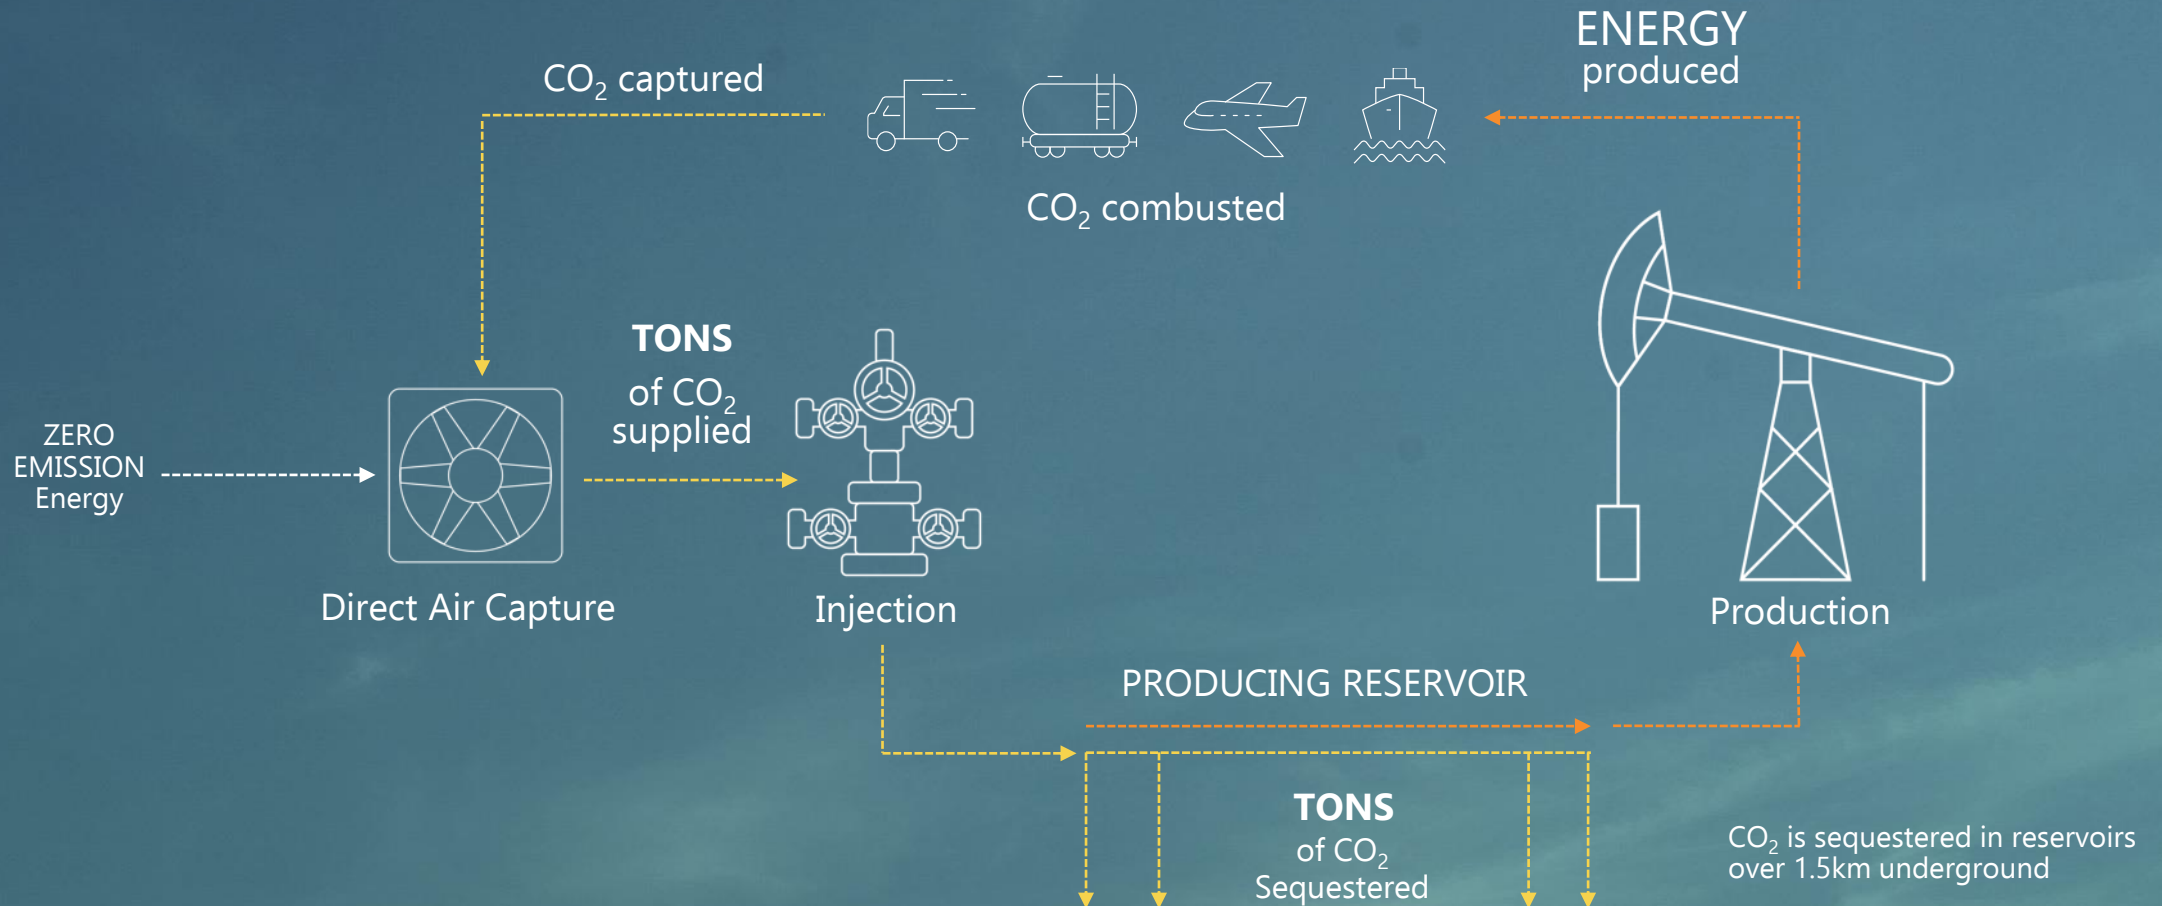 ENERGY
produced
CO₂ captured
CO₂ combusted
TONS
of CO₂
supplied
ZERO
EMISSION
Energy
Direct Air Capture
Injection
Production
PRODUCING RESERVOIR
TONS
of CO₂
Sequestered
CO₂ is sequestered in reservoirs
over 1.5km underground